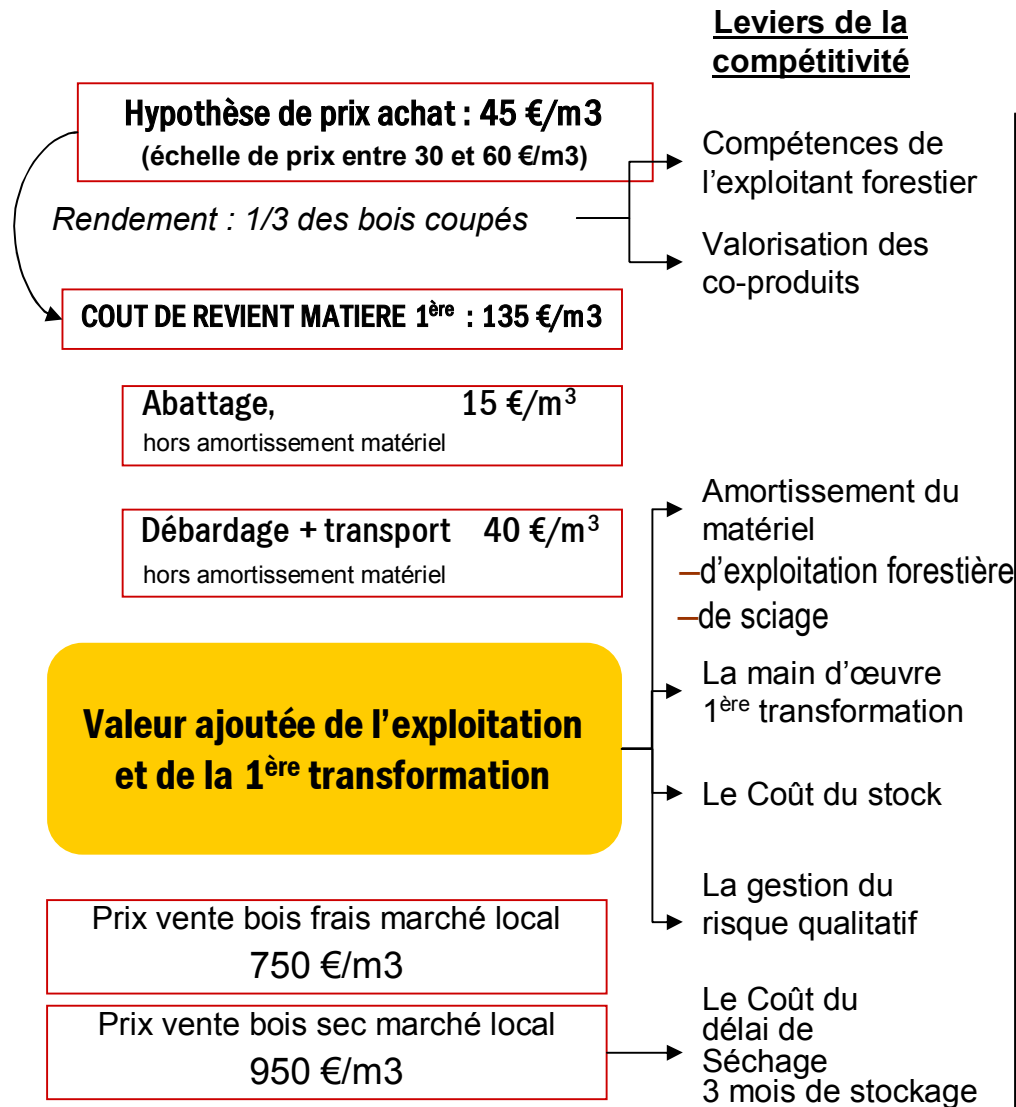 Leviers de la
compétitivité
Hypothèse de prix achat : 45 €/m3
(échelle de prix entre 30 et 60 €/m3)
Compétences de
l’exploitant forestier
Rendement : 1/3 des bois coupés
Valorisation des
co-produits
COUT DE REVIENT MATIERE 1ère : 135 €/m3
Abattage, 15 €/m³
hors amortissement matériel
Débardage + transport 40 €/m³
hors amortissement matériel
Amortissement du
matériel
–d’exploitation forestière
–de sciage
Valeur ajoutée de l’exploitation
et de la 1ère transformation
La main d’œuvre
1ère transformation
Le Coût du stock
La gestion du
risque qualitatif
Prix vente bois frais marché local
750 €/m3
Prix vente bois sec marché local
950 €/m3
Le Coût du
délai de
Séchage
3 mois de stockage